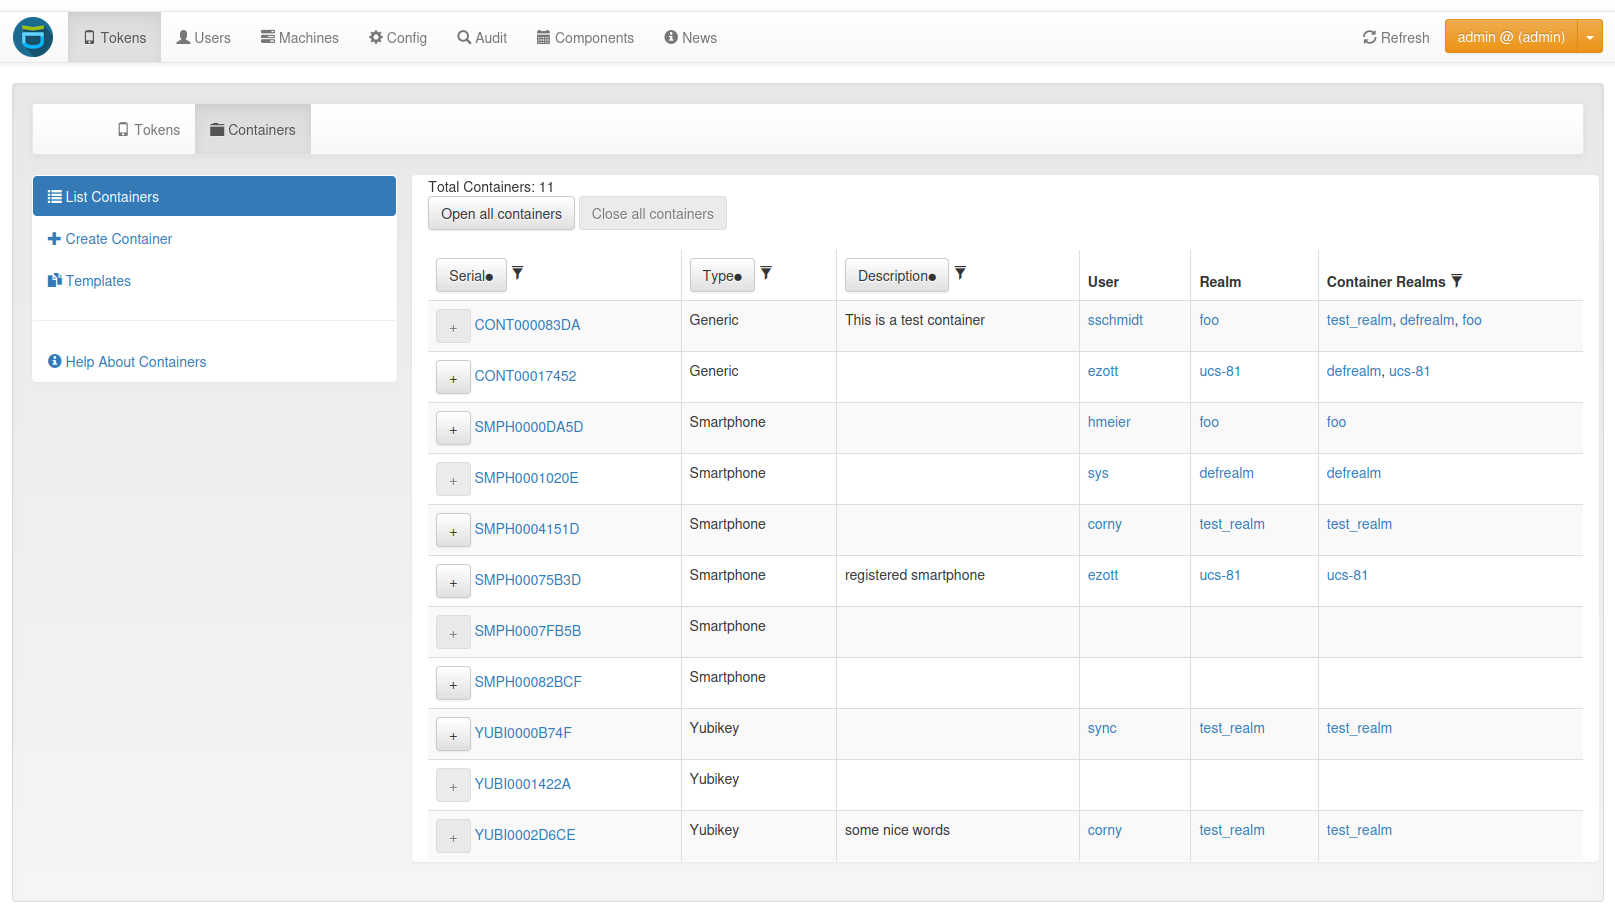 Tokens Users Machines Config Audit Components News Refresh admin @ (admin)
Tokens Containers
List Containers
Create Container
Templates
Help About Containers
Total Containers: 11
Open all containers Close all containers
Serial● Type● Description● User Realm Container Realms
+ CONT000083DA Generic This is a test container sschmidt foo test_realm, defrealm, foo
+ CONT00017452 Generic ezott ucs-81 defrealm, ucs-81
+ SMPH0000DA5D Smartphone hmeier foo foo
+ SMPH0001020E Smartphone sys defrealm defrealm
+ SMPH0004151D Smartphone corny test_realm test_realm
+ SMPH00075B3D Smartphone registered smartphone ezott ucs-81 ucs-81
+ SMPH0007FB5B Smartphone
+ SMPH00082BCF Smartphone
+ YUBI0000B74F Yubikey sync test_realm test_realm
+ YUBI0001422A Yubikey
+ YUBI0002D6CE Yubikey some nice words corny test_realm test_realm